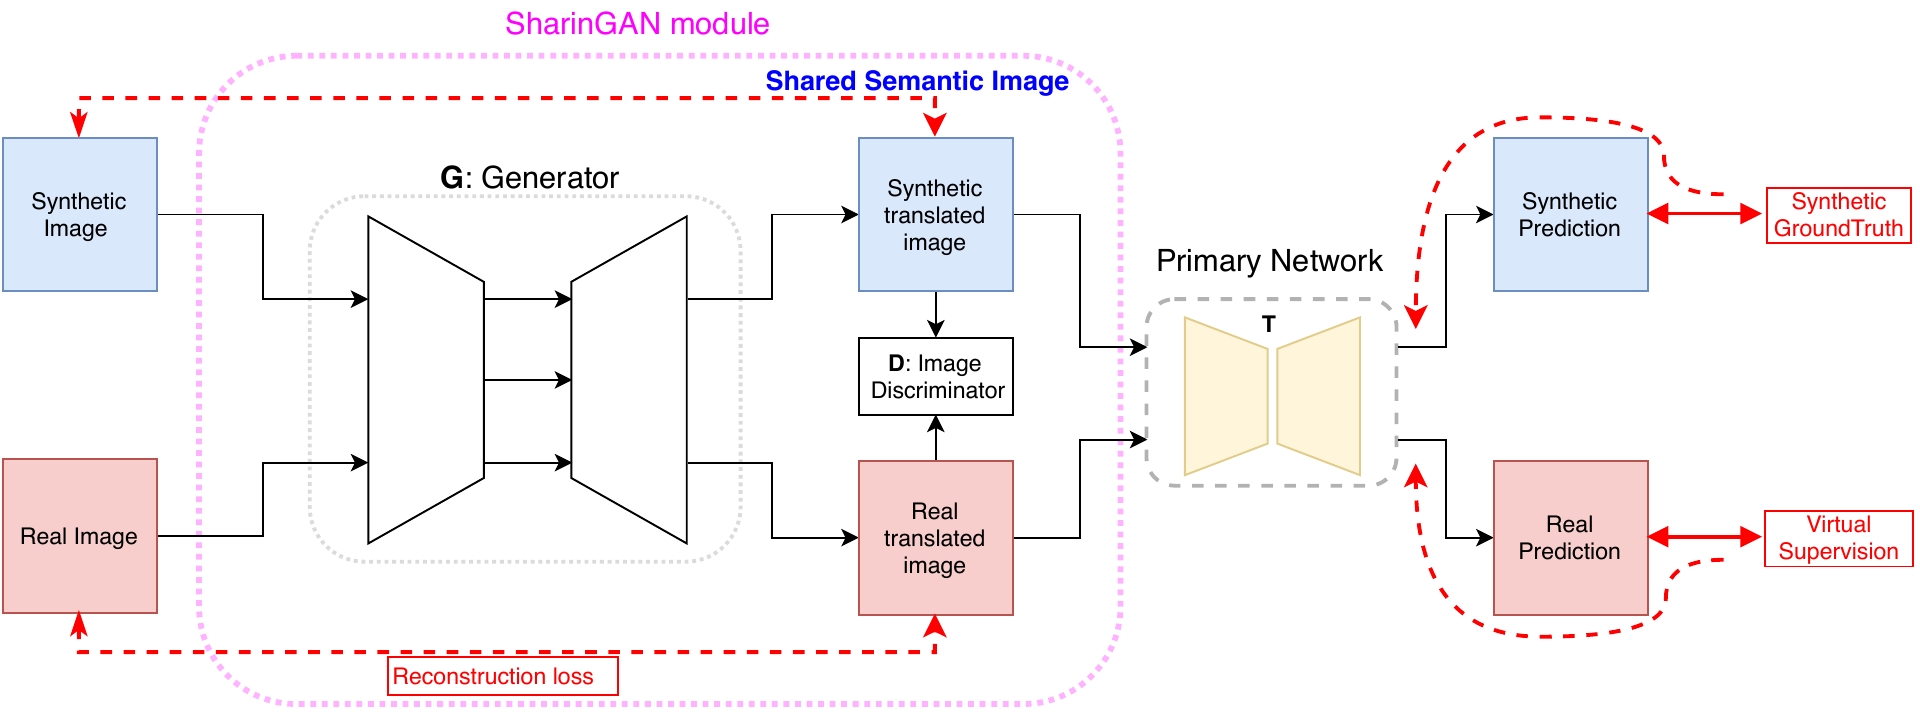 SharinGAN module
Shared Semantic Image
Synthetic
Image
G: Generator
Synthetic
translated
image
Synthetic
Prediction
Synthetic
GroundTruth
Primary Network
T
D: Image
Discriminator
Real Image
Real
translated
image
Real
Prediction
Virtual
Supervision
Reconstruction loss